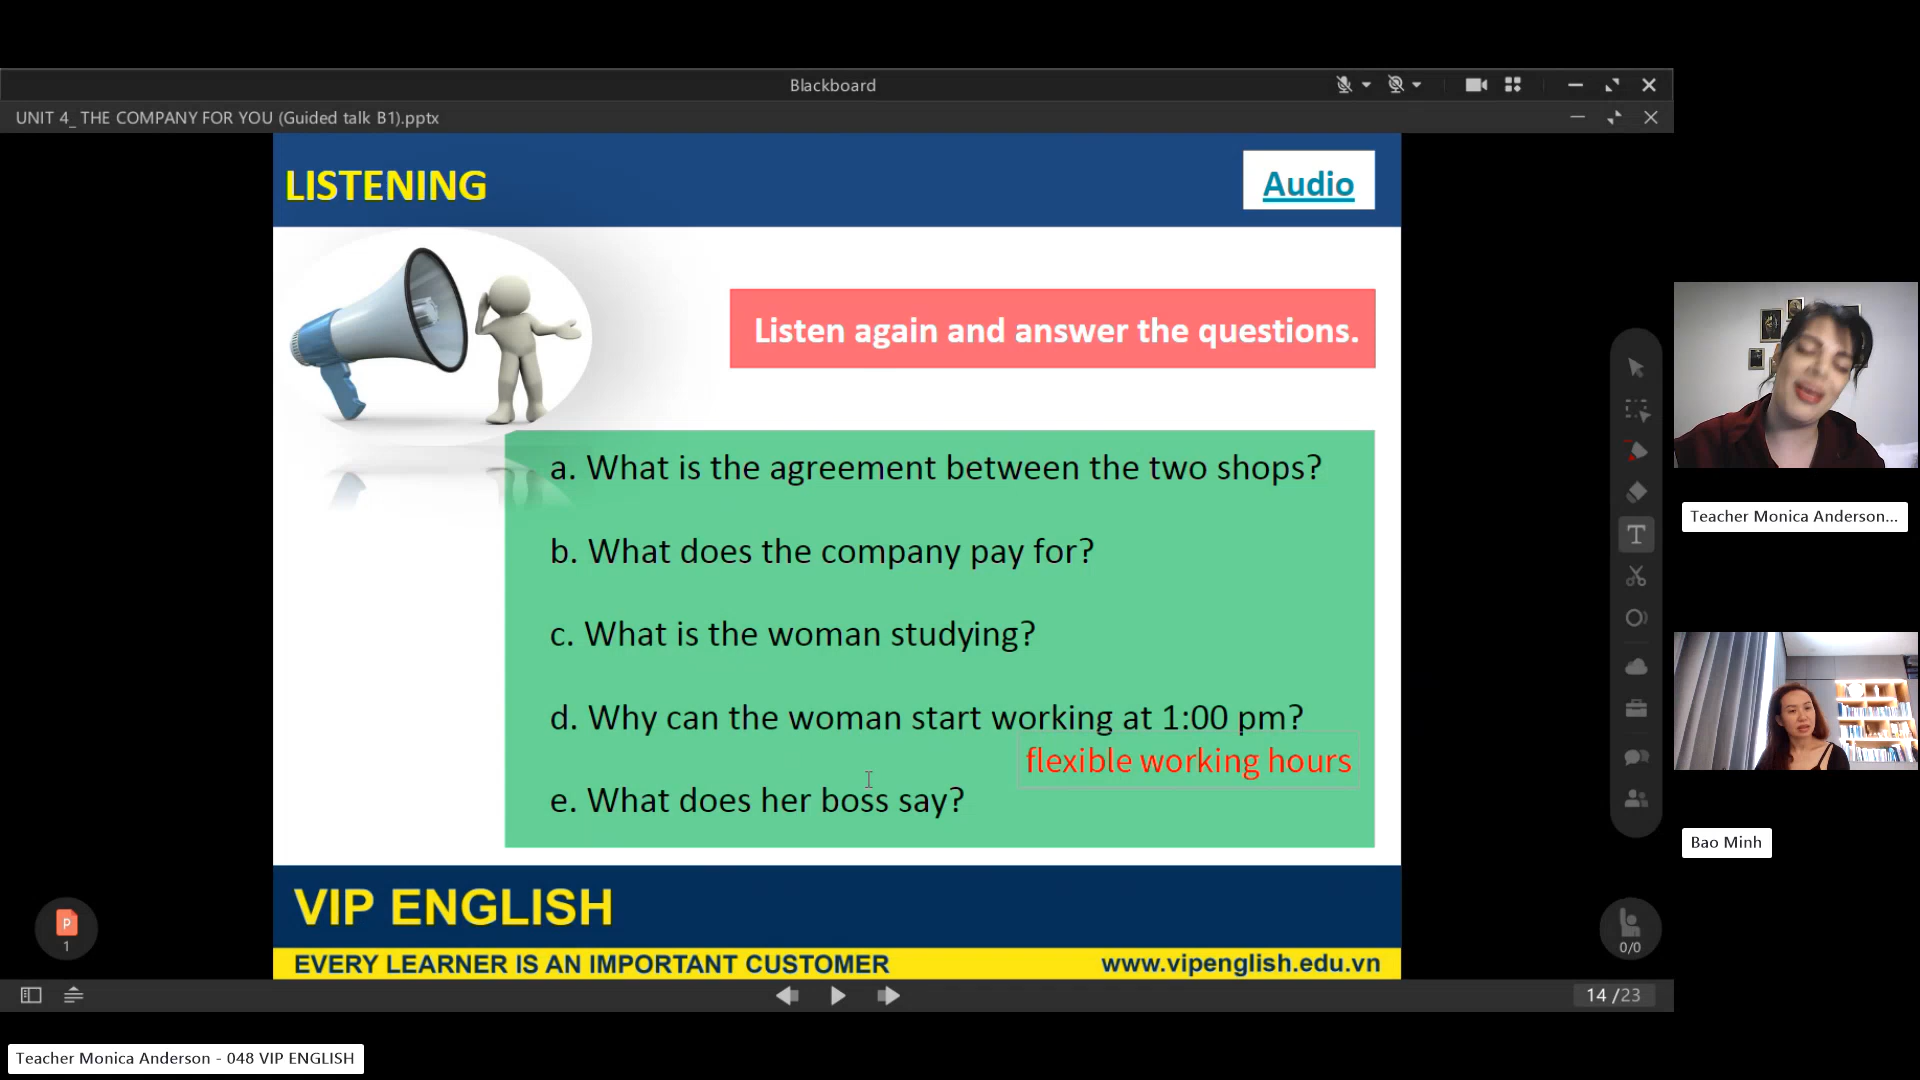 Blackboard
UNIT 4_ THE COMPANY FOR YOU (Guided talk B1).pptx
LISTENING
Audio
Listen again and answer the questions.
a. What is the agreement between the two shops?
b. What does the company pay for?
c. What is the woman studying?
d. Why can the woman start working at 1:00 pm?
flexible working hours
e. What does her boss say?
VIP ENGLISH
EVERY LEARNER IS AN IMPORTANT CUSTOMER
www.vipenglish.edu.vn
Teacher Monica Anderson...
Bao Minh
T
P
1
0/0
14 /23
Teacher Monica Anderson - 048 VIP ENGLISH